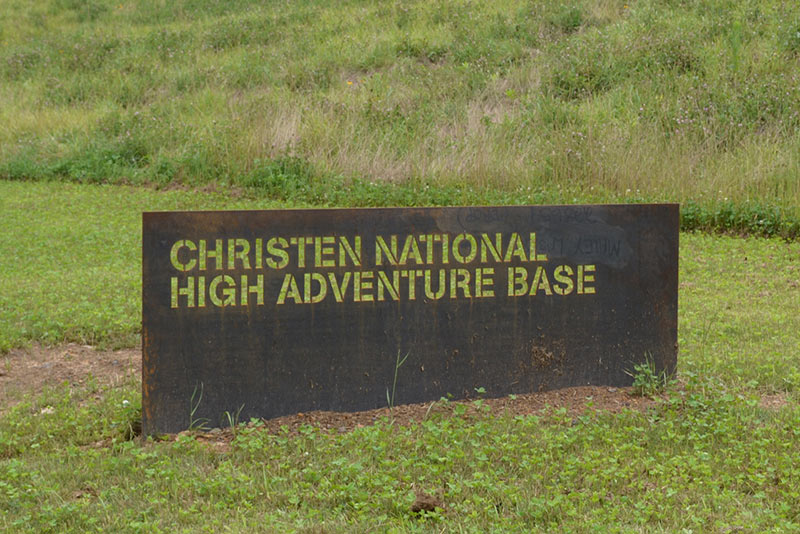 CHRISTEN NATIONAL
HIGH ADVENTURE BASE